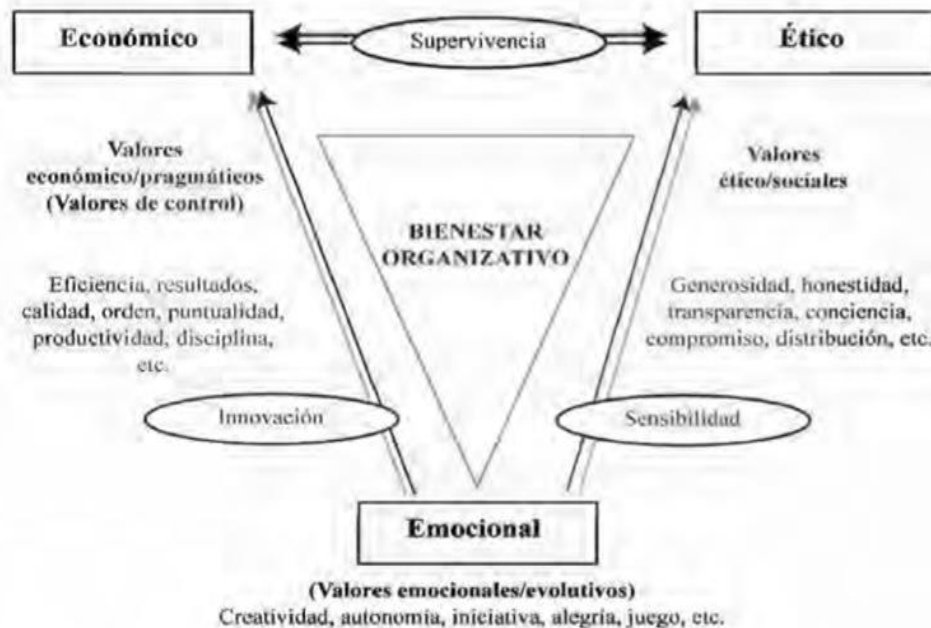 Económico
Supervivencia
Ético
Valores
económico/pragmáticos
(Valores de control)
Valores
ético/sociales
BIENESTAR
ORGANIZATIVO
Eficiencia, resultados,
calidad, orden, puntualidad,
productividad, disciplina,
etc.
Generosidad, honestidad,
transparencia, conciencia,
compromiso, distribución, etc.
Innovación
Sensibilidad
Emocional
(Valores emocionales/evolutivos)
Creatividad, autonomía, iniciativa, alegría, juego, etc.